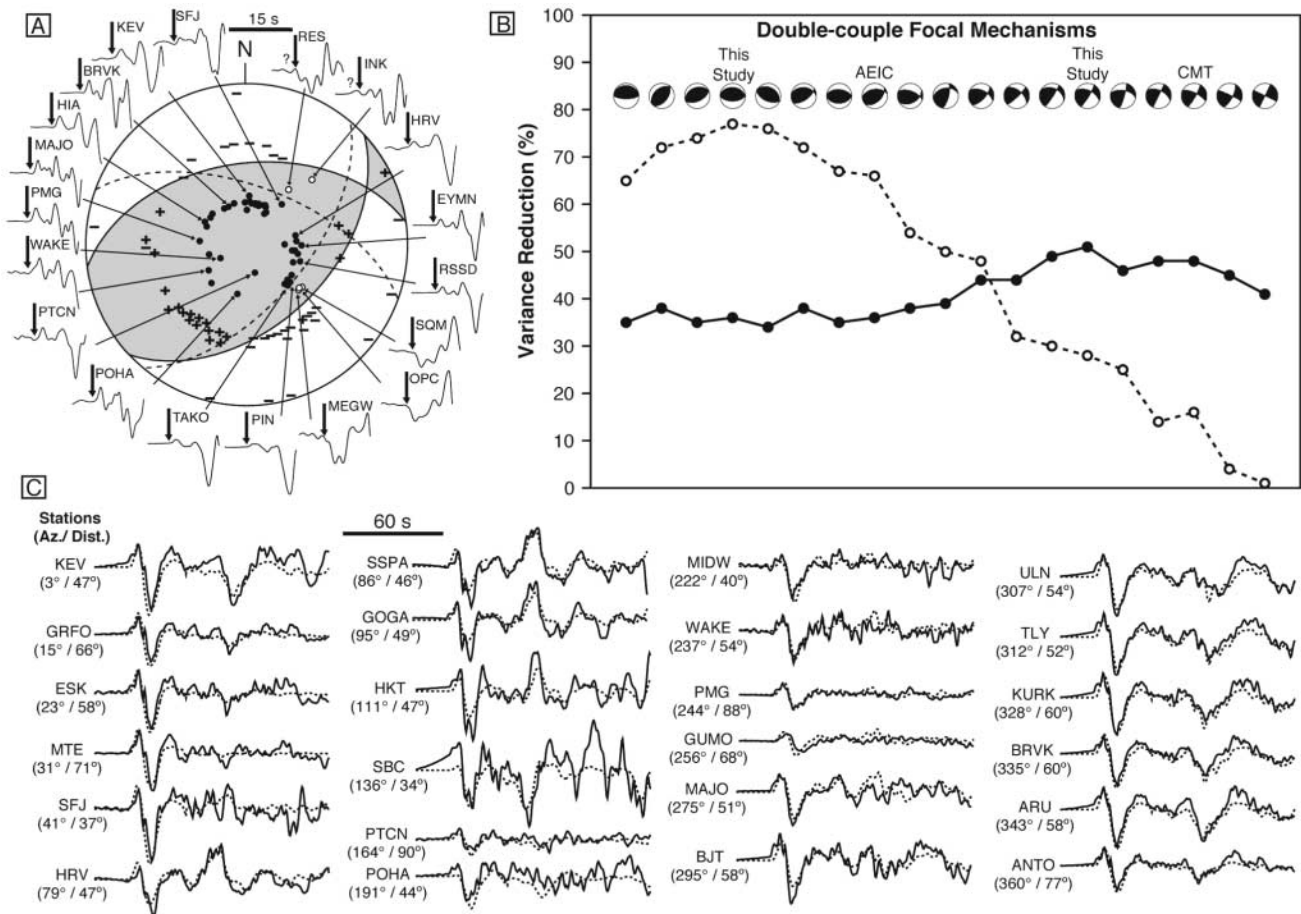 A
15 s
N
SFJ
KEV
BRVK
HIA
MAJO
PMG
WAKE
PTCN
POHA
TAKO
PIN
MEGW
OPC
SQM
RSSD
EYMN
HRV
? INK
? RES
B
Double-couple Focal Mechanisms
This
Study
AEIC
This
Study
CMT
Variance Reduction (%)
100
90
80
70
60
50
40
30
20
10
0
C
Stations
(Az./ Dist.)
60 s
KEV
(3° / 47°)
GRFO
(15° / 66°)
ESK
(23° / 58°)
MTE
(31° / 71°)
SFJ
(41° / 37°)
HRV
(79° / 47°)
SSPA
(86° / 46°)
GOGA
(95° / 49°)
HKT
(111° / 47°)
SBC
(136° / 34°)
PTCN
(164° / 90°)
POHA
(191° / 44°)
MIDW
(222° / 40°)
WAKE
(237° / 54°)
PMG
(244° / 88°)
GUMO
(256° / 68°)
MAJO
(275° / 51°)
BJT
(295° / 58°)
ULN
(307° / 54°)
TLY
(312° / 52°)
KURK
(328° / 60°)
BRVK
(335° / 60°)
ARU
(343° / 58°)
ANTO
(360° / 77°)